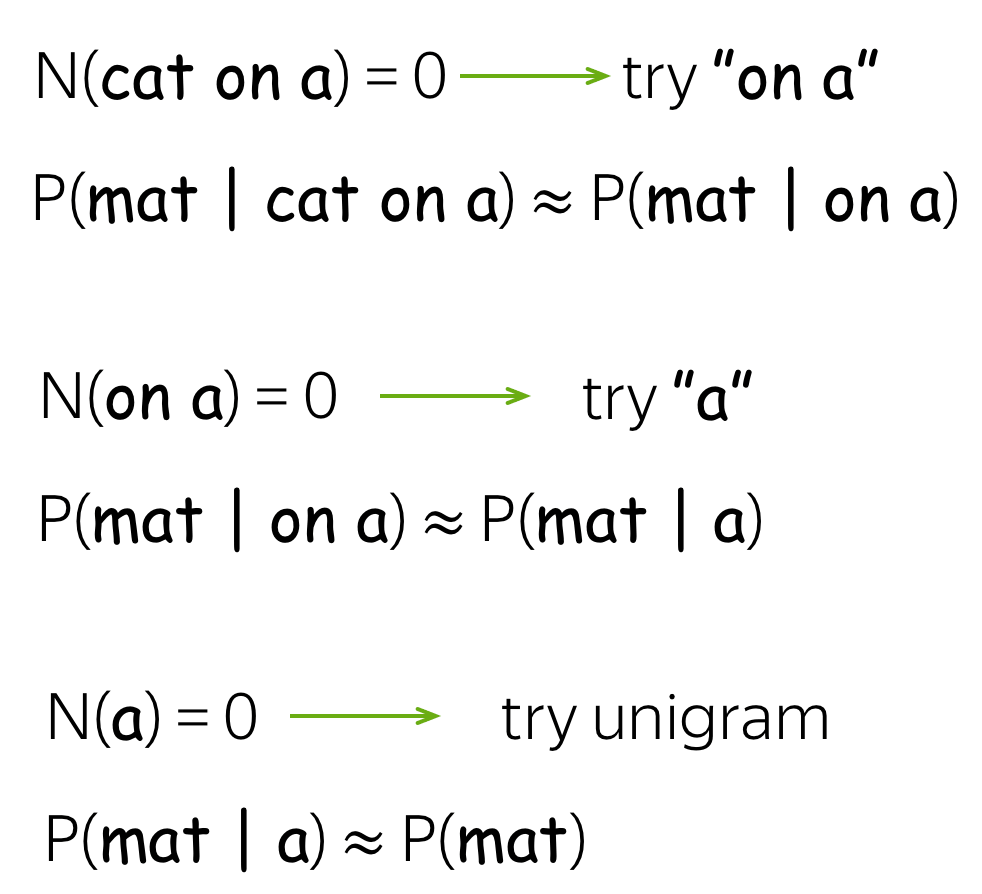 N(cat on a) = 0 ⟶ try "on a"
P(mat | cat on a) ≈ P(mat | on a)
N(on a) = 0 ⟶ try "a"
P(mat | on a) ≈ P(mat | a)
N(a) = 0 ⟶ try unigram
P(mat | a) ≈ P(mat)